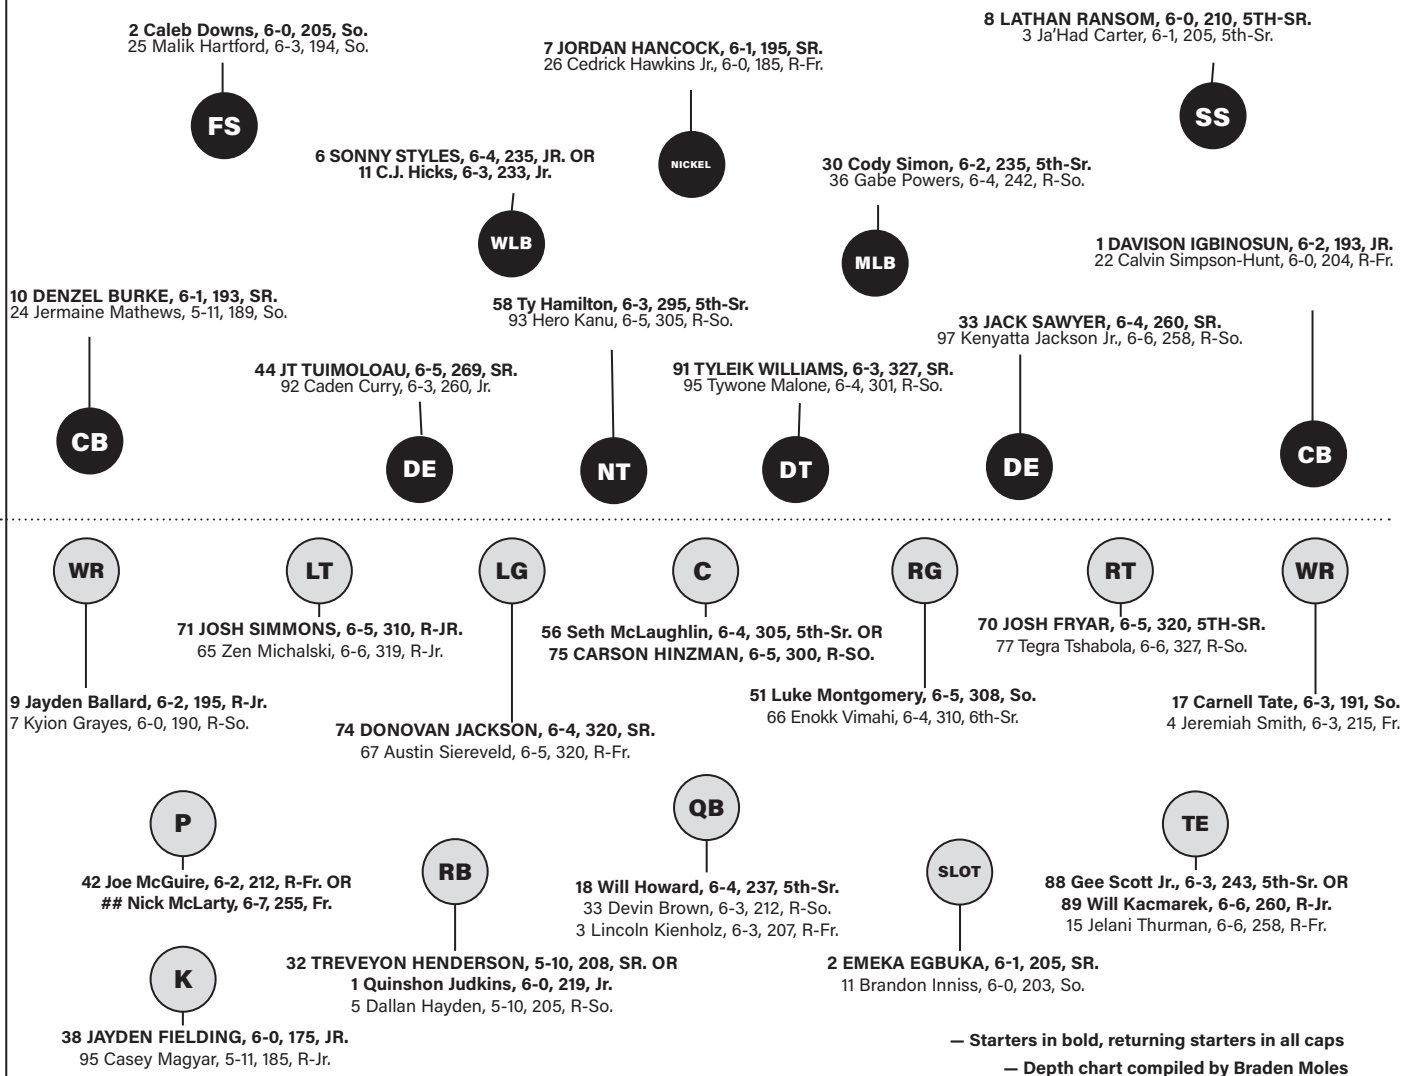 2 Caleb Downs, 6-0, 205, So.
25 Malik Hartford, 6-3, 194, So.
FS
7 JORDAN HANCOCK, 6-1, 195, SR.
26 Cedrick Hawkins Jr., 6-0, 185, R-Fr.
NICKEL
8 LATHAN RANSOM, 6-0, 210, 5TH-SR.
3 Ja'Had Carter, 6-1, 205, 5th-Sr.
SS
6 SONNY STYLES, 6-4, 235, JR. OR
11 C.J. Hicks, 6-3, 233, Jr.
WLB
30 Cody Simon, 6-2, 235, 5th-Sr.
36 Gabe Powers, 6-4, 242, R-So.
MLB
10 DENZEL BURKE, 6-1, 193, SR.
24 Jermaine Mathews, 5-11, 189, So.
CB
44 JT TUIMOLOAU, 6-5, 269, SR.
92 Caden Curry, 6-3, 260, Jr.
DE
58 Ty Hamilton, 6-3, 295, 5th-Sr.
93 Hero Kanu, 6-5, 305, R-So.
NT
91 TYLEIK WILLIAMS, 6-3, 327, SR.
95 Tywone Malone, 6-4, 301, R-So.
DT
33 JACK SAWYER, 6-4, 260, SR.
97 Kenyatta Jackson Jr., 6-6, 258, R-So.
DE
1 DAVISON IGBINOSUN, 6-2, 193, JR.
22 Calvin Simpson-Hunt, 6-0, 204, R-Fr.
CB
WR
9 Jayden Ballard, 6-2, 195, R-Jr.
7 Kyion Grayes, 6-0, 190, R-So.
LT
71 JOSH SIMMONS, 6-5, 310, R-JR.
65 Zen Michalski, 6-6, 319, R-Jr.
LG
74 DONOVAN JACKSON, 6-4, 320, SR.
67 Austin Siereveld, 6-5, 320, R-Fr.
C
56 Seth McLaughlin, 6-4, 305, 5th-Sr. OR
75 CARSON HINZMAN, 6-5, 300, R-SO.
RG
51 Luke Montgomery, 6-5, 308, So.
66 Enokk Vimahi, 6-4, 310, 6th-Sr.
RT
70 JOSH FRYAR, 6-5, 320, 5TH-SR.
77 Tegra Tshabola, 6-6, 327, R-So.
WR
17 Carnell Tate, 6-3, 191, So.
4 Jeremiah Smith, 6-3, 215, Fr.
P
42 Joe McGuire, 6-2, 212, R-Fr. OR
## Nick McLarty, 6-7, 255, Fr.
K
38 JAYDEN FIELDING, 6-0, 175, JR.
95 Casey Magyar, 5-11, 185, R-Jr.
RB
32 TREVEYON HENDERSON, 5-10, 208, SR. OR
1 Quinshon Judkins, 6-0, 219, Jr.
5 Dallan Hayden, 5-10, 205, R-So.
QB
18 Will Howard, 6-4, 237, 5th-Sr.
33 Devin Brown, 6-3, 212, R-So.
3 Lincoln Kienholz, 6-3, 207, R-Fr.
SLOT
2 EMEKA EGBUKA, 6-1, 205, SR.
11 Brandon Inniss, 6-0, 203, So.
TE
88 Gee Scott Jr., 6-3, 243, 5th-Sr. OR
89 Will Kacmarek, 6-6, 260, R-Jr.
15 Jelani Thurman, 6-6, 258, R-Fr.
— Starters in bold, returning starters in all caps
— Depth chart compiled by Braden Moles